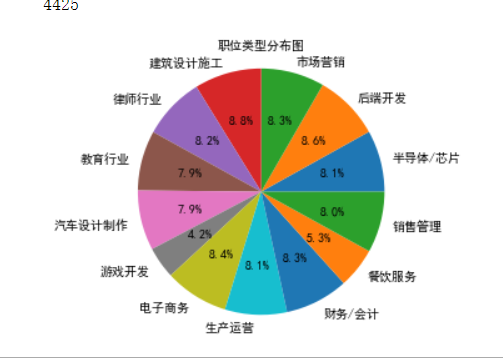 4425
职位类型分布图
建筑设计施工
市场营销
律师行业
后端开发
教育行业
半导体/芯片
汽车设计制作
销售管理
游戏开发
餐饮服务
电子商务
财务/会计
生产运营
8.8%
8.3%
8.2%
8.6%
7.9%
8.1%
7.9%
8.0%
4.2%
5.3%
8.4%
8.1%
8.3%